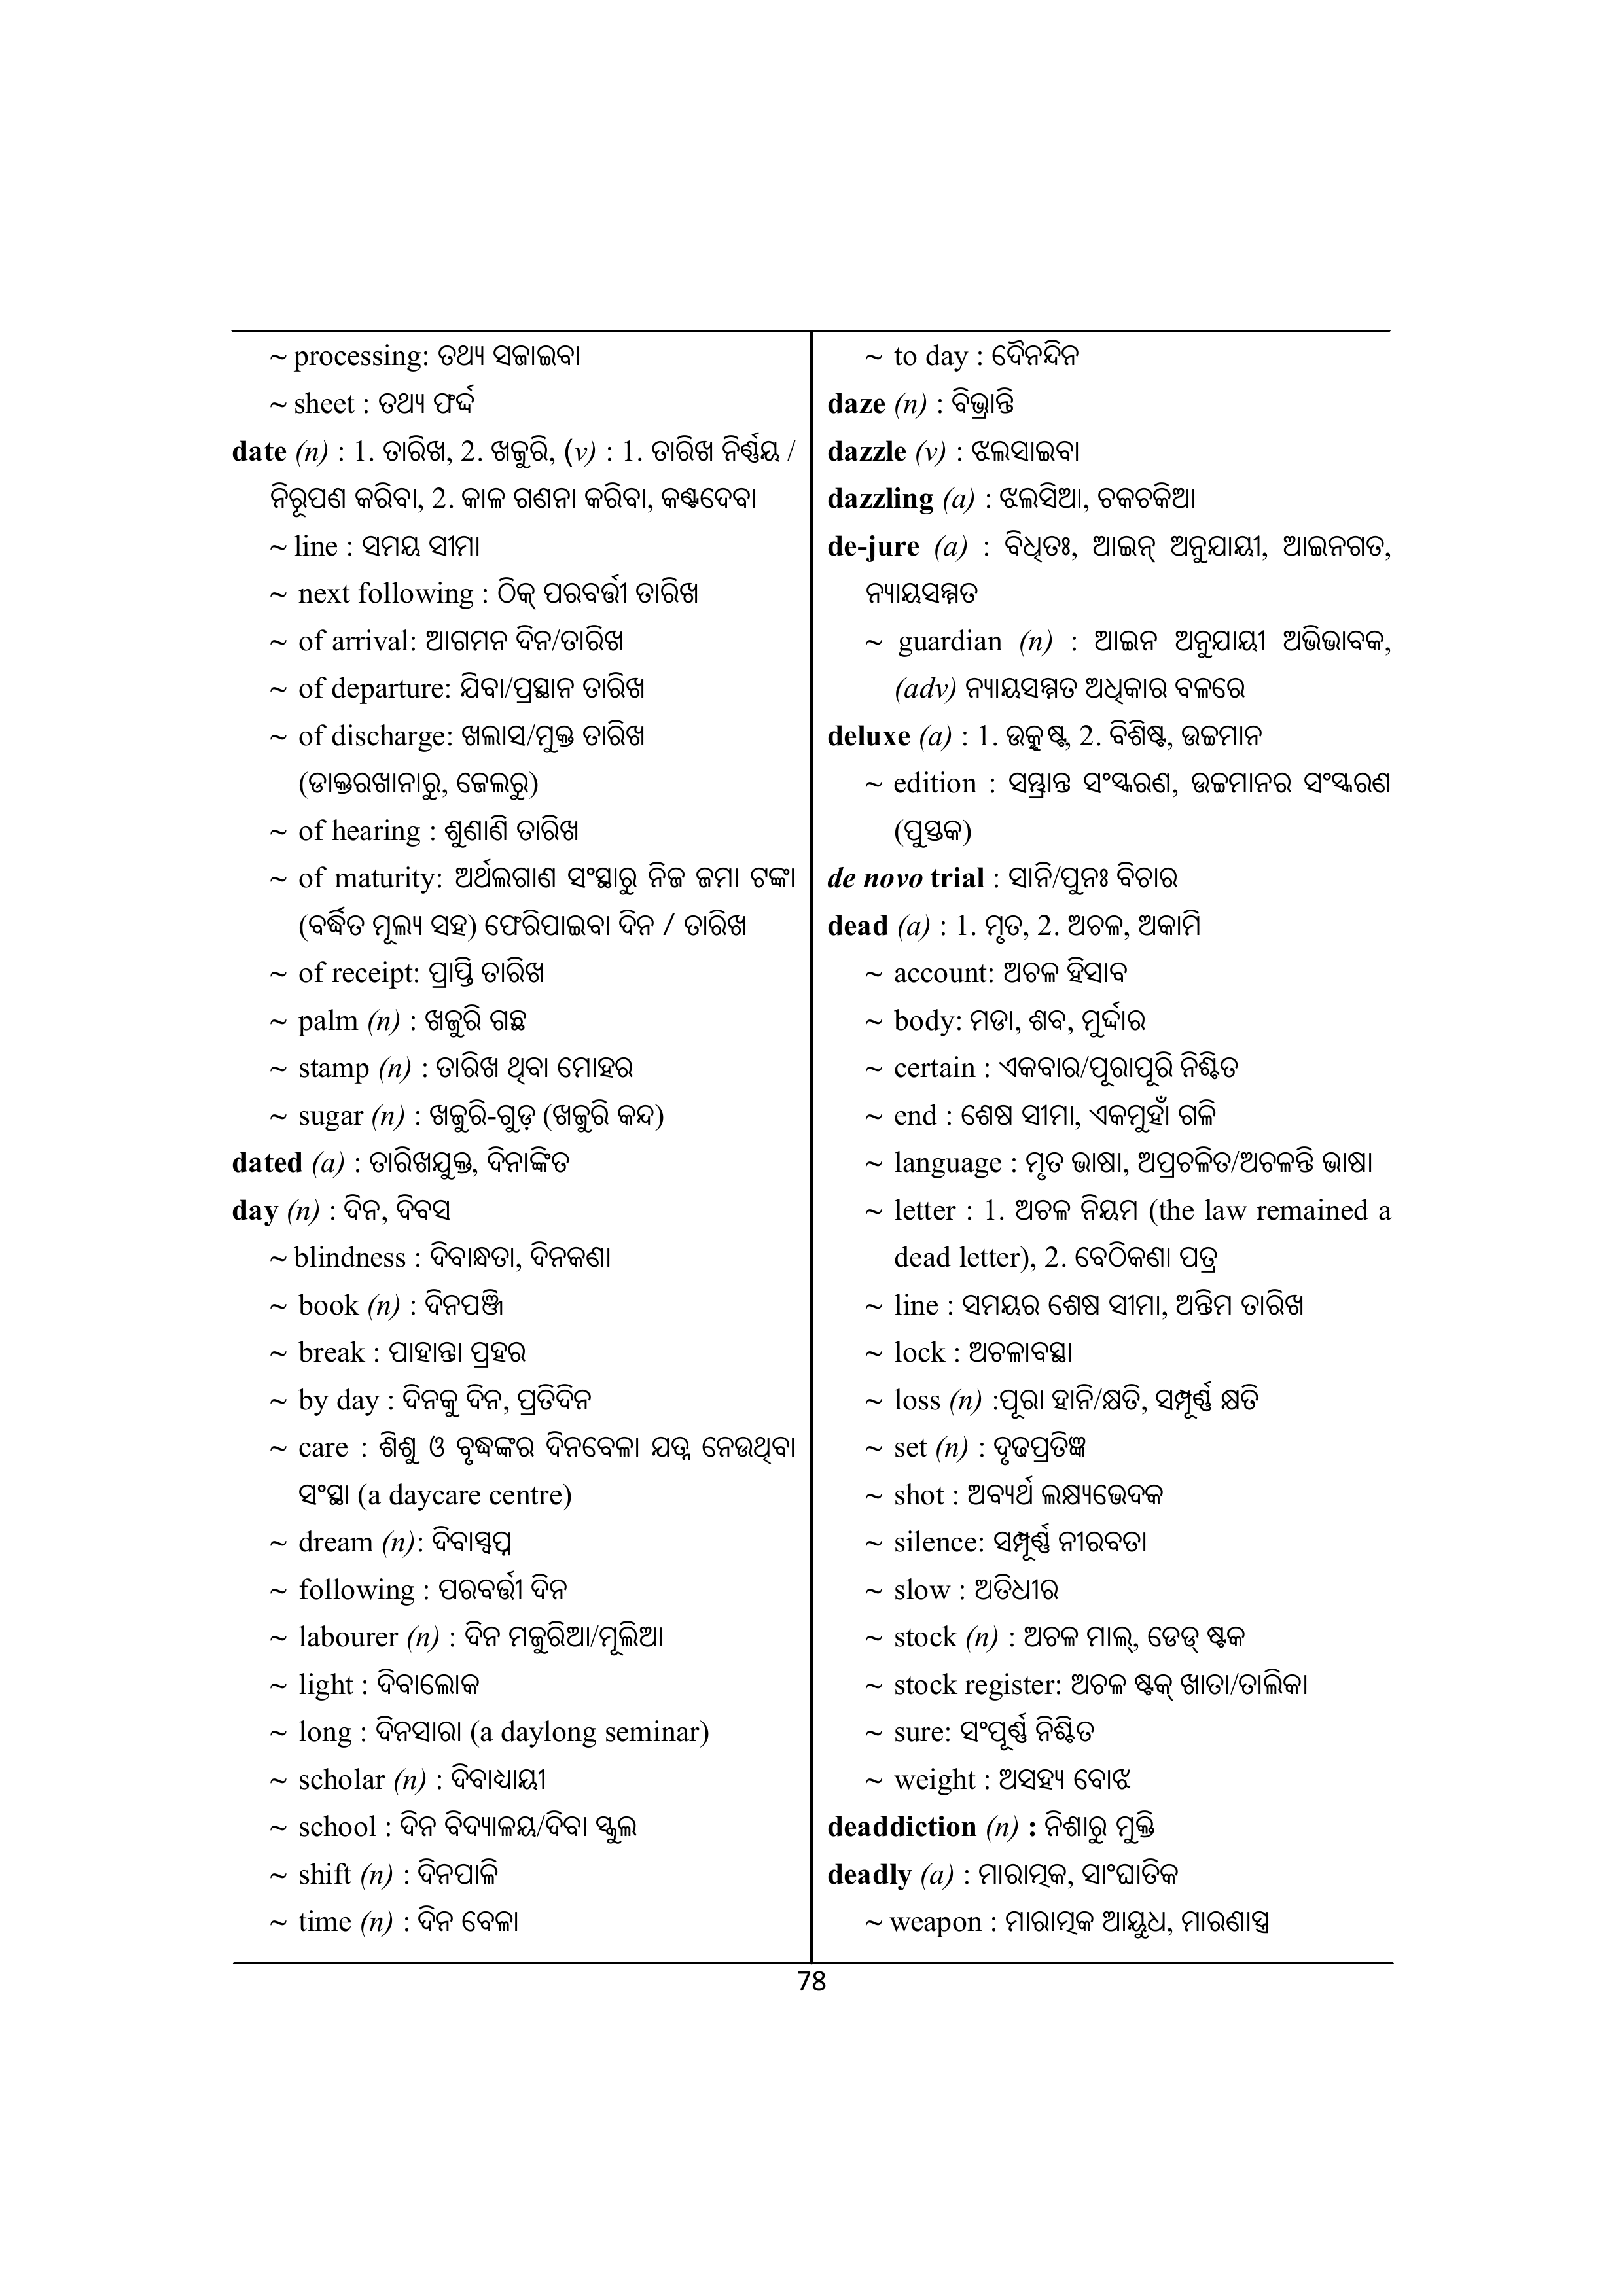 ~ processing: ତଥ୍ୟ ସଜାଇବା
~ sheet : ତଥ୍ୟ ଫର୍ଦ୍ଦ
date (n) : 1. ତାରିଖ, 2. ଖଜୁରି, (v) : 1. ତାରିଖ ନିର୍ଣ୍ଣୟ /
ନିରୂପଣ କରିବା, 2. କାଳ ଗଣନା କରିବା, କଣ୍ଟଦେବା
~ line : ସମୟ ସୀମା
~ next following : ଠିକ୍ ପରବର୍ତ୍ତୀ ତାରିଖ
~ of arrival: ଆଗମନ ଦିନ/ତାରିଖ
~ of departure: ଯିବା/ପ୍ରସ୍ଥାନ ତାରିଖ
~ of discharge: ଖଲାସ/ମୁକ୍ତ ତାରିଖ
(ଡାକ୍ତରଖାନାରୁ, ଜେଲରୁ)
~ of hearing : ଶୁଣାଣି ତାରିଖ
~ of maturity: ଅର୍ଥଲଗାଣ ସଂସ୍ଥାରୁ ନିଜ ଜମା ଟଙ୍କା
(ବର୍ଦ୍ଧିତ ମୂଲ୍ୟ ସହ) ଫେରିପାଇବା ଦିନ / ତାରିଖ
~ of receipt: ପ୍ରାପ୍ତି ତାରିଖ
~ palm (n) : ଖଜୁରି ଗଛ
~ stamp (n) : ତାରିଖ ଥିବା ମୋହର
~ sugar (n) : ଖଜୁରି-ଗୁଡ଼ (ଖଜୁରି କନ୍ଦ)
dated (a) : ତାରିଖଯୁକ୍ତ, ଦିନାଙ୍କିତ
day (n) : ଦିନ, ଦିବସ
~ blindness : ଦିବାନ୍ଧତା, ଦିନକଣା
~ book (n) : ଦିନପଞ୍ଜି
~ break : ପାହାନ୍ତା ପ୍ରହର
~ by day : ଦିନକୁ ଦିନ, ପ୍ରତିଦିନ
~ care : ଶିଶୁ ଓ ବୃଦ୍ଧଙ୍କର ଦିନବେଳା ଯତ୍ନ ନେଉଥିବା
ସଂସ୍ଥା (a daycare centre)
~ dream (n): ଦିବାସ୍ୱପ୍ନ
~ following : ପରବର୍ତ୍ତୀ ଦିନ
~ labourer (n) : ଦିନ ମଜୁରିଆ/ମୂଲିଆ
~ light : ଦିବାଲୋକ
~ long : ଦିନସାରା (a daylong seminar)
~ scholar (n) : ଦିବାଧ୍ୟାୟୀ
~ school : ଦିନ ବିଦ୍ୟାଳୟ/ଦିବା ସ୍କୁଲ
~ shift (n) : ଦିନପାଳି
~ time (n) : ଦିନ ବେଳା
~ to day : ଦୈନନ୍ଦିନ
daze (n) : ବିଭ୍ରାନ୍ତି
dazzle (v) : ଝଲସାଇବା
dazzling (a) : ଝଲସିଆ, ଚକଚକିଆ
de-jure (a) : ବିଧିତଃ, ଆଇନ୍ ଅନୁଯାୟୀ, ଆଇନଗତ,
ନ୍ୟାୟସମ୍ମତ
~ guardian (n) : ଆଇନ ଅନୁଯାୟୀ ଅଭିଭାବକ,
(adv) ନ୍ୟାୟସମ୍ମତ ଅଧିକାର ବଳରେ
deluxe (a) : 1. ଉତ୍କୃଷ୍ଟ, 2. ବିଶିଷ୍ଟ, ଉଚ୍ଚମାନ
~ edition : ସମ୍ଭ୍ରାନ୍ତ ସଂସ୍କରଣ, ଉଚ୍ଚମାନର ସଂସ୍କରଣ
(ପୁସ୍ତକ)
de novo trial : ସାନି/ପୁନଃ ବିଚାର
dead (a) : 1. ମୃତ, 2. ଅଚଳ, ଅକାମି
~ account: ଅଚଳ ହିସାବ
~ body: ମଡା, ଶବ, ମୁର୍ଦ୍ଦାର
~ certain : ଏକବାର/ପୂରାପୂରି ନିଶ୍ଚିତ
~ end : ଶେଷ ସୀମା, ଏକମୁହାଁ ଗଳି
~ language : ମୃତ ଭାଷା, ଅପ୍ରଚଳିତ/ଅଚଳନ୍ତି ଭାଷା
~ letter : 1. ଅଚଳ ନିୟମ (the law remained a
dead letter), 2. ବେଠିକଣା ପତ୍ର
~ line : ସମୟର ଶେଷ ସୀମା, ଅନ୍ତିମ ତାରିଖ
~ lock : ଅଚଳାବସ୍ଥା
~ loss (n) :ପୂରା ହାନି/କ୍ଷତି, ସମ୍ପୂର୍ଣ୍ଣ କ୍ଷତି
~ set (n) : ଦୃଢପ୍ରତିଜ୍ଞ
~ shot : ଅବ୍ୟର୍ଥ ଲକ୍ଷ୍ୟଭେଦକ
~ silence: ସମ୍ପୂର୍ଣ୍ଣ ନୀରବତା
~ slow : ଅତିଧୀର
~ stock (n) : ଅଚଳ ମାଲ୍, ଡେଡ୍ ଷ୍ଟକ
~ stock register: ଅଚଳ ଷ୍ଟକ୍ ଖାତା/ତାଲିକା
~ sure: ସଂପୂର୍ଣ୍ଣ ନିଶ୍ଚିତ
~ weight : ଅସହ୍ୟ ବୋଝ
deaddiction (n) : ନିଶାରୁ ମୁକ୍ତି
deadly (a) : ମାରାତ୍ମକ, ସାଂଘାତିକ
~ weapon : ମାରାତ୍ମକ ଆୟୁଧ, ମାରଣାସ୍ତ୍ର
78